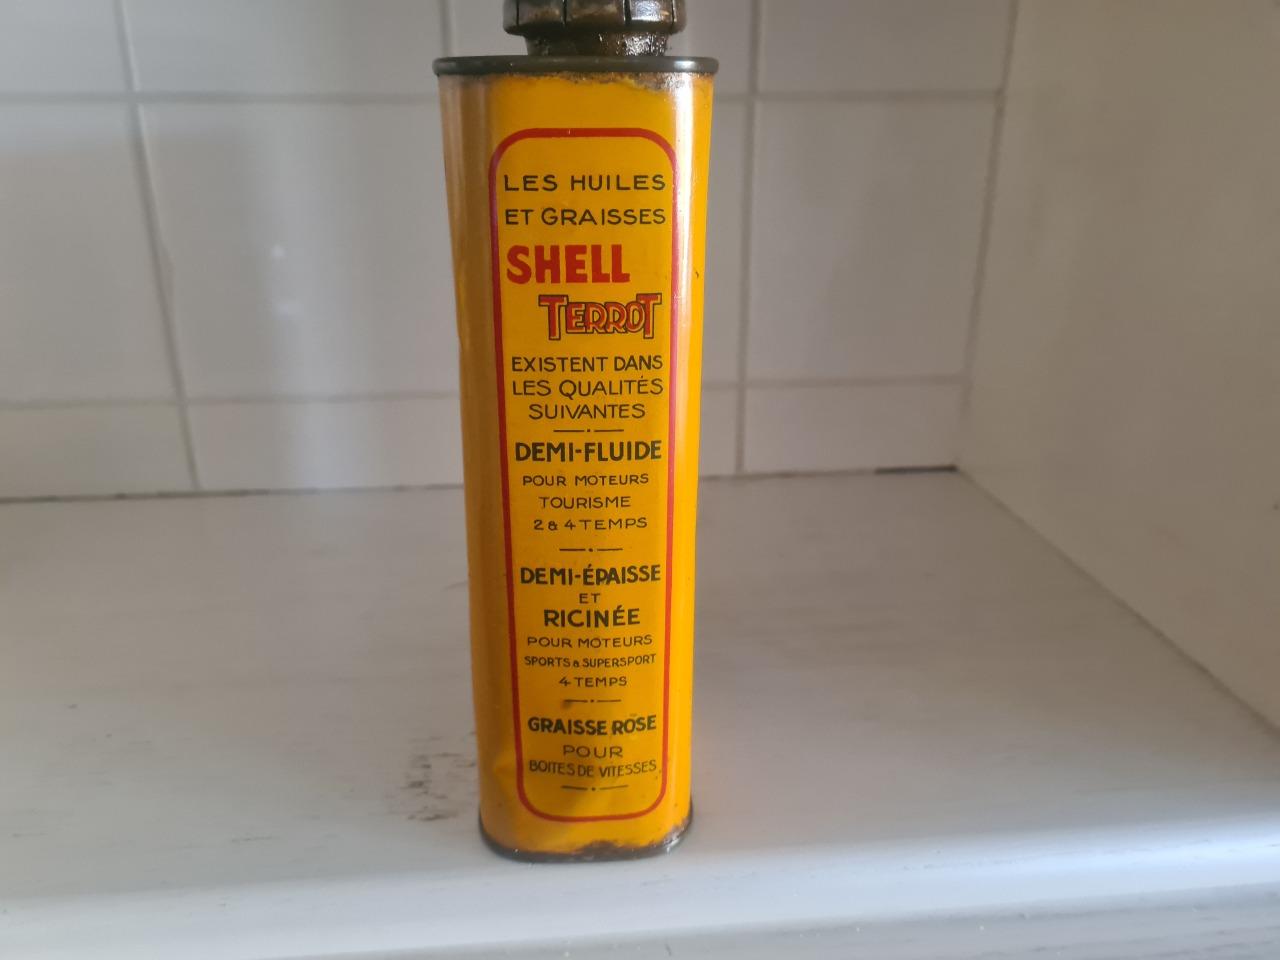 LES HUILES
ET GRAISSES
SHELL
TERROT
EXISTENT DANS
LES QUALITÉS
SUIVANTES
DEMI-FLUIDE
POUR MOTEURS
TOURISME
2 & 4 TEMPS
DEMI-ÉPAISSE
ET
RICINÉE
POUR MOTEURS
SPORTS & SUPERSPORT
4 TEMPS
GRAISSE ROSE
POUR
BOITES DE VITESSES